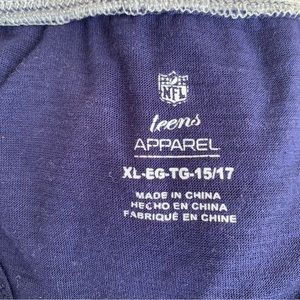 NFL
teens
APPAREL
XL-EG-TG-15/17
MADE IN CHINA
HECHO EN CHINA
FABRIQUÉ EN CHINE